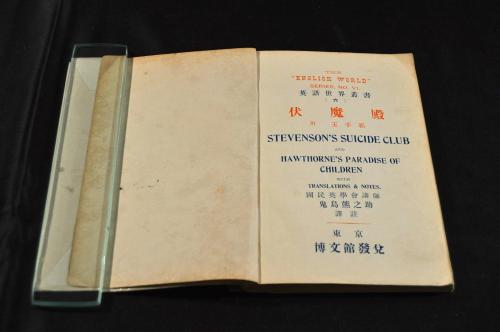 THE
"ENGLISH WORLD"
SERIES, NO. VI.
英語世界叢書
(六)
伏魔殿
STEVENSON'S SUICIDE CLUB
AND
HAWTHORNE'S PARADISE OF
CHILDREN
WITH
TRANSLATIONS & NOTES.
國民英學會講師
鬼島熊之助
譯註
東京
博文館發兌